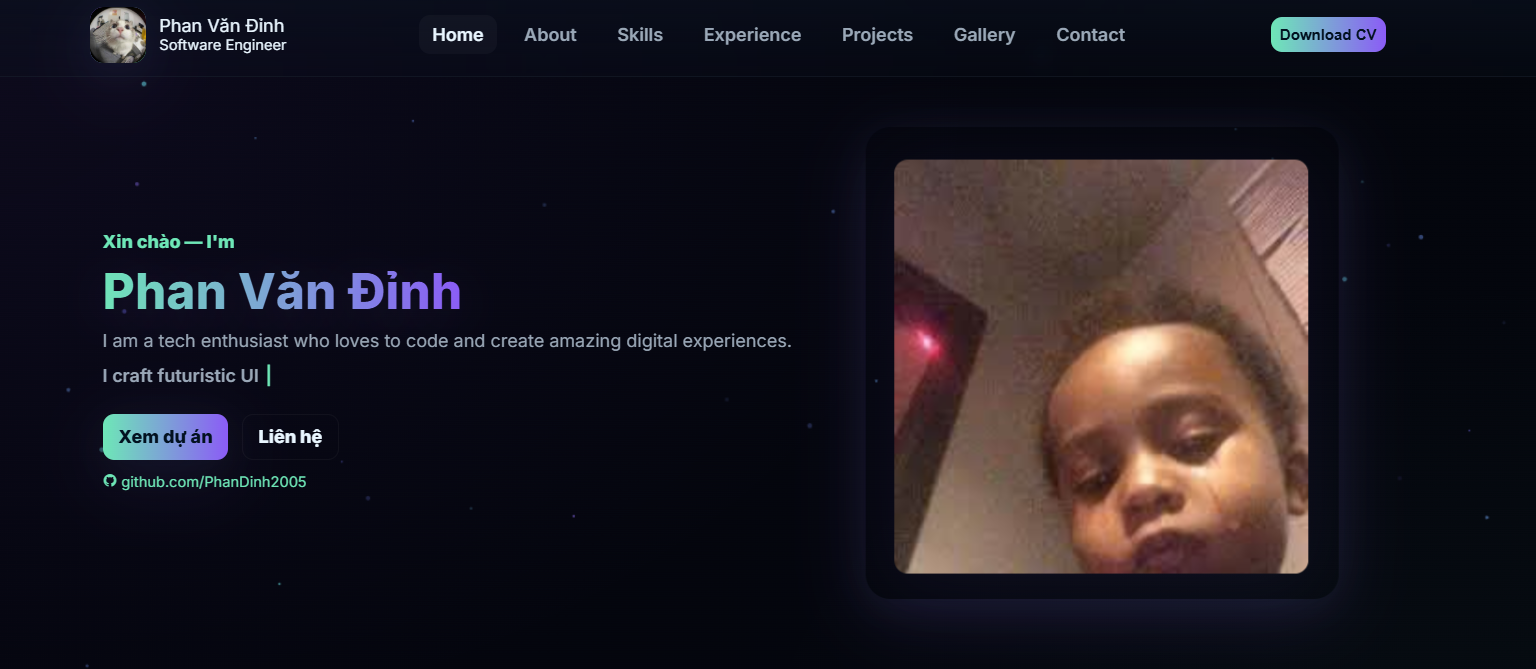 Phan Văn Đình
Software Engineer
Home
About
Skills
Experience
Projects
Gallery
Contact
Download CV
Xin chào — I'm
Phan Văn Đỉnh
I am a tech enthusiast who loves to code and create amazing digital experiences.
I craft futuristic UI
Xem dự án
Liên hệ
github.com/PhanDinh2005